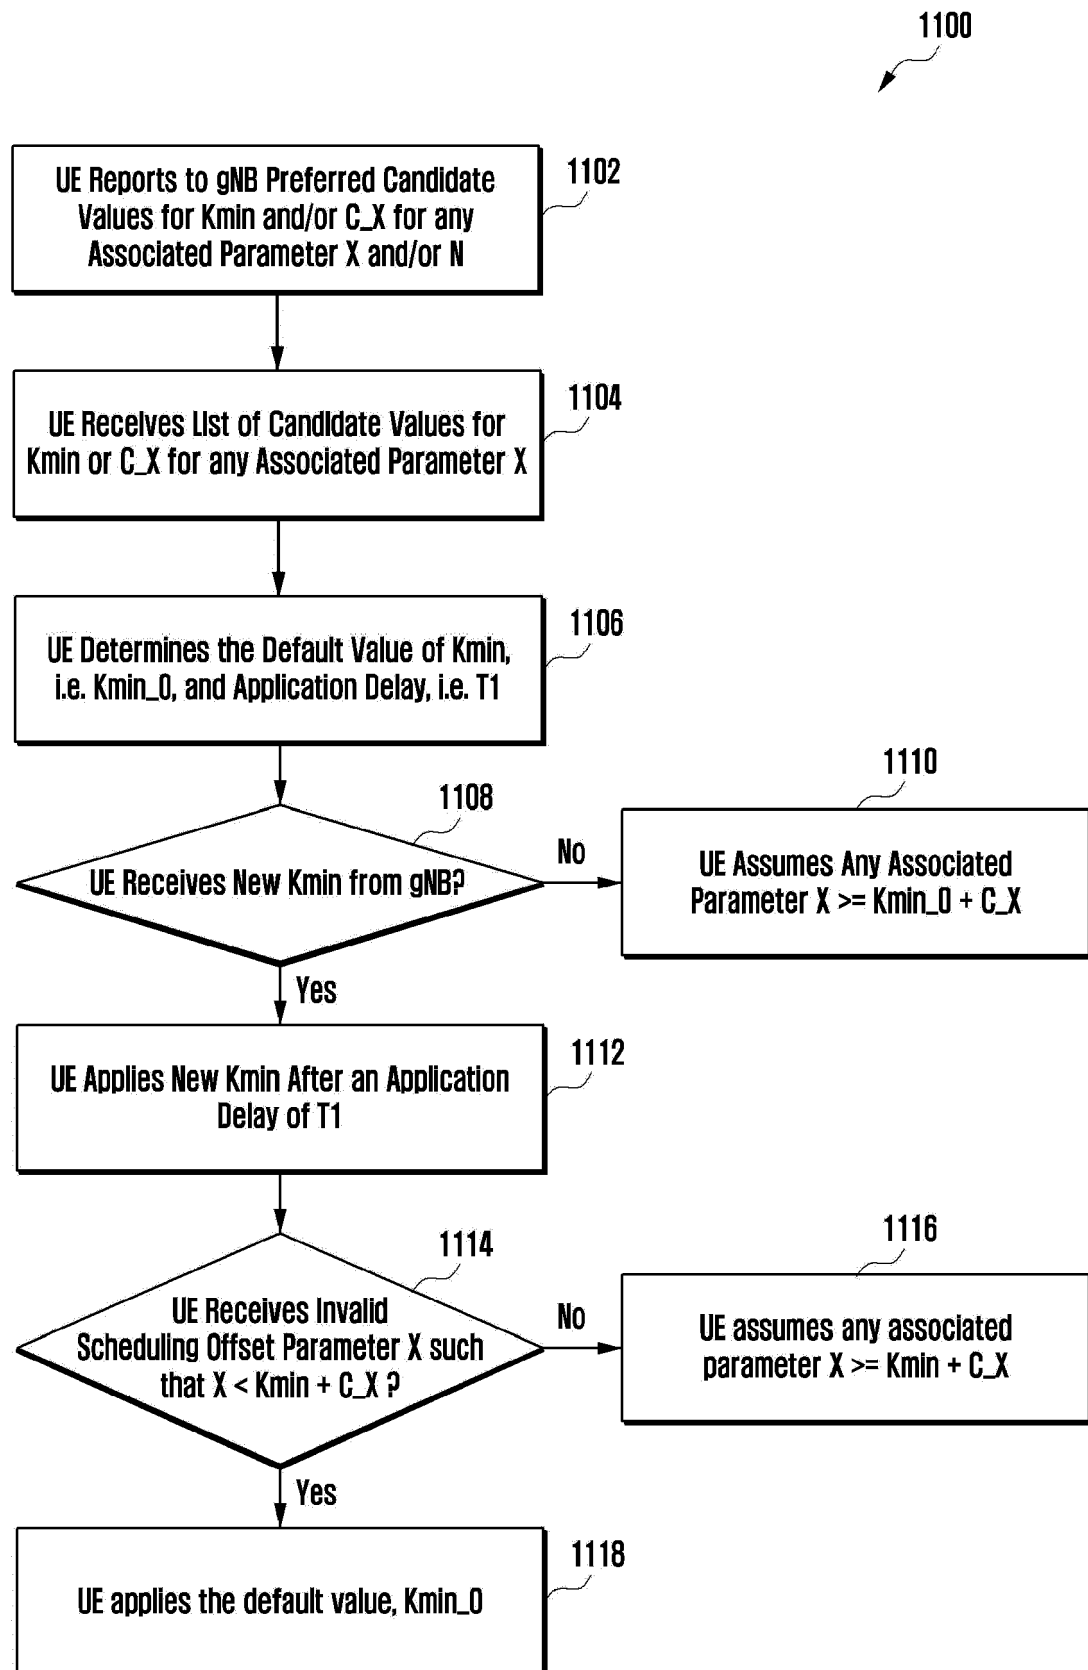 1100
UE Reports to gNB Preferred Candidate
Values for Kmin and/or C_X for any
Associated Parameter X and/or N
1102
UE Receives List of Candidate Values for
Kmin or C_X for any Associated Parameter X
1104
UE Determines the Default Value of Kmin,
i.e. Kmin_0, and Application Delay, i.e. T1
1106
UE Receives New Kmin from gNB?
1108
No
1110
UE Assumes Any Associated
Parameter X >= Kmin_0 + C_X
Yes
UE Applies New Kmin After an Application
Delay of T1
1112
UE Receives Invalid
Scheduling Offset Parameter X such
that X < Kmin + C_X ?
1114
No
1116
UE assumes any associated
parameter X >= Kmin + C_X
Yes
UE applies the default value, Kmin_0
1118